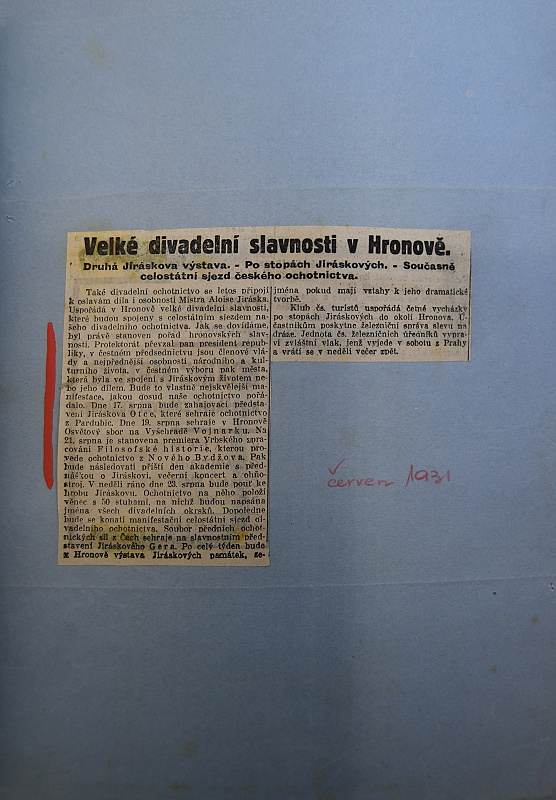 Velké divadelní slavnosti v Hronově.
Druhá Jiráskova výstava. - Po stopách Jiráskových. - Současně
celostátní sjezd českého ochotnictva.
Také divadelní ochotnictvo se letos připojí
k oslavám díla i osobnosti Mistra Aloise Jiráska.
Uspořádá v Hronově velké divadelní slavnosti,
které budou spojeny s celostátním sjezdem na-
šeho divadelního ochotnictva. Jak se dovídáme,
byl právě stanoven pořad hronovských slav-
ností. Protektorát převzal pan president repub-
liky, v čestném předsednictvu jsou členové vlá-
dy a nejpřednější osobnosti národního a kul-
turního života, v čestném výboru pak města,
která byla ve spojení s Jiráskovým životem ne-
bo jeho dílem. Bude to vlastně nejskvělejší ma-
nifestace, jakou dosud naše ochotnictvo pořá-
dalo. Dne 17. srpna bude zahajovací předsta-
vení Jiráskova Otce, které sehraje ochotnictvo
z Pardubic. Dne 19. srpna sehraje v Hronově
Osvětový sbor na Vyšehradě Vojnarku. Na
21. srpna je stanovena premiera Vrbského zpra-
cování Filosofské historie, kterou pro-
vede ochotnictvo z Nového Bydžova. Pak
bude následovati příští den akademie s před-
náškou o Jiráskovi, večerní koncert a ohňo-
stroj. V neděli ráno dne 23. srpna bude pouť ke
hrobu Jiráskovu. Ochotnictvo na něho položí
věnec s 50 stuhami, na nichž budou napsána
jména všech divadelních okrsků. Dopoledne
bude se konati manifestační celostátní sjezd di-
vadelního ochotnictva. Soubor předních ochot-
nických sil z Čech sehraje na slavnostním před-
stavení Jiráskového Gera. Po celý týden bude
v Hronově výstava Jiráskových památek, ze-
jména pokud mají vztahy k jeho dramatické
tvorbě.
Klub čs. turistů uspořádá četné vycházky
po stopách Jiráskových do okolí Hronova. Ú-
častníkům poskytne železniční správa slevu na
dráze. Jednota čs. železničních úředníků vypra-
ví zvláštní vlak, jenž vyjede v sobotu z Prahy
a vrátí se v neděli večer zpět.
červen 1931